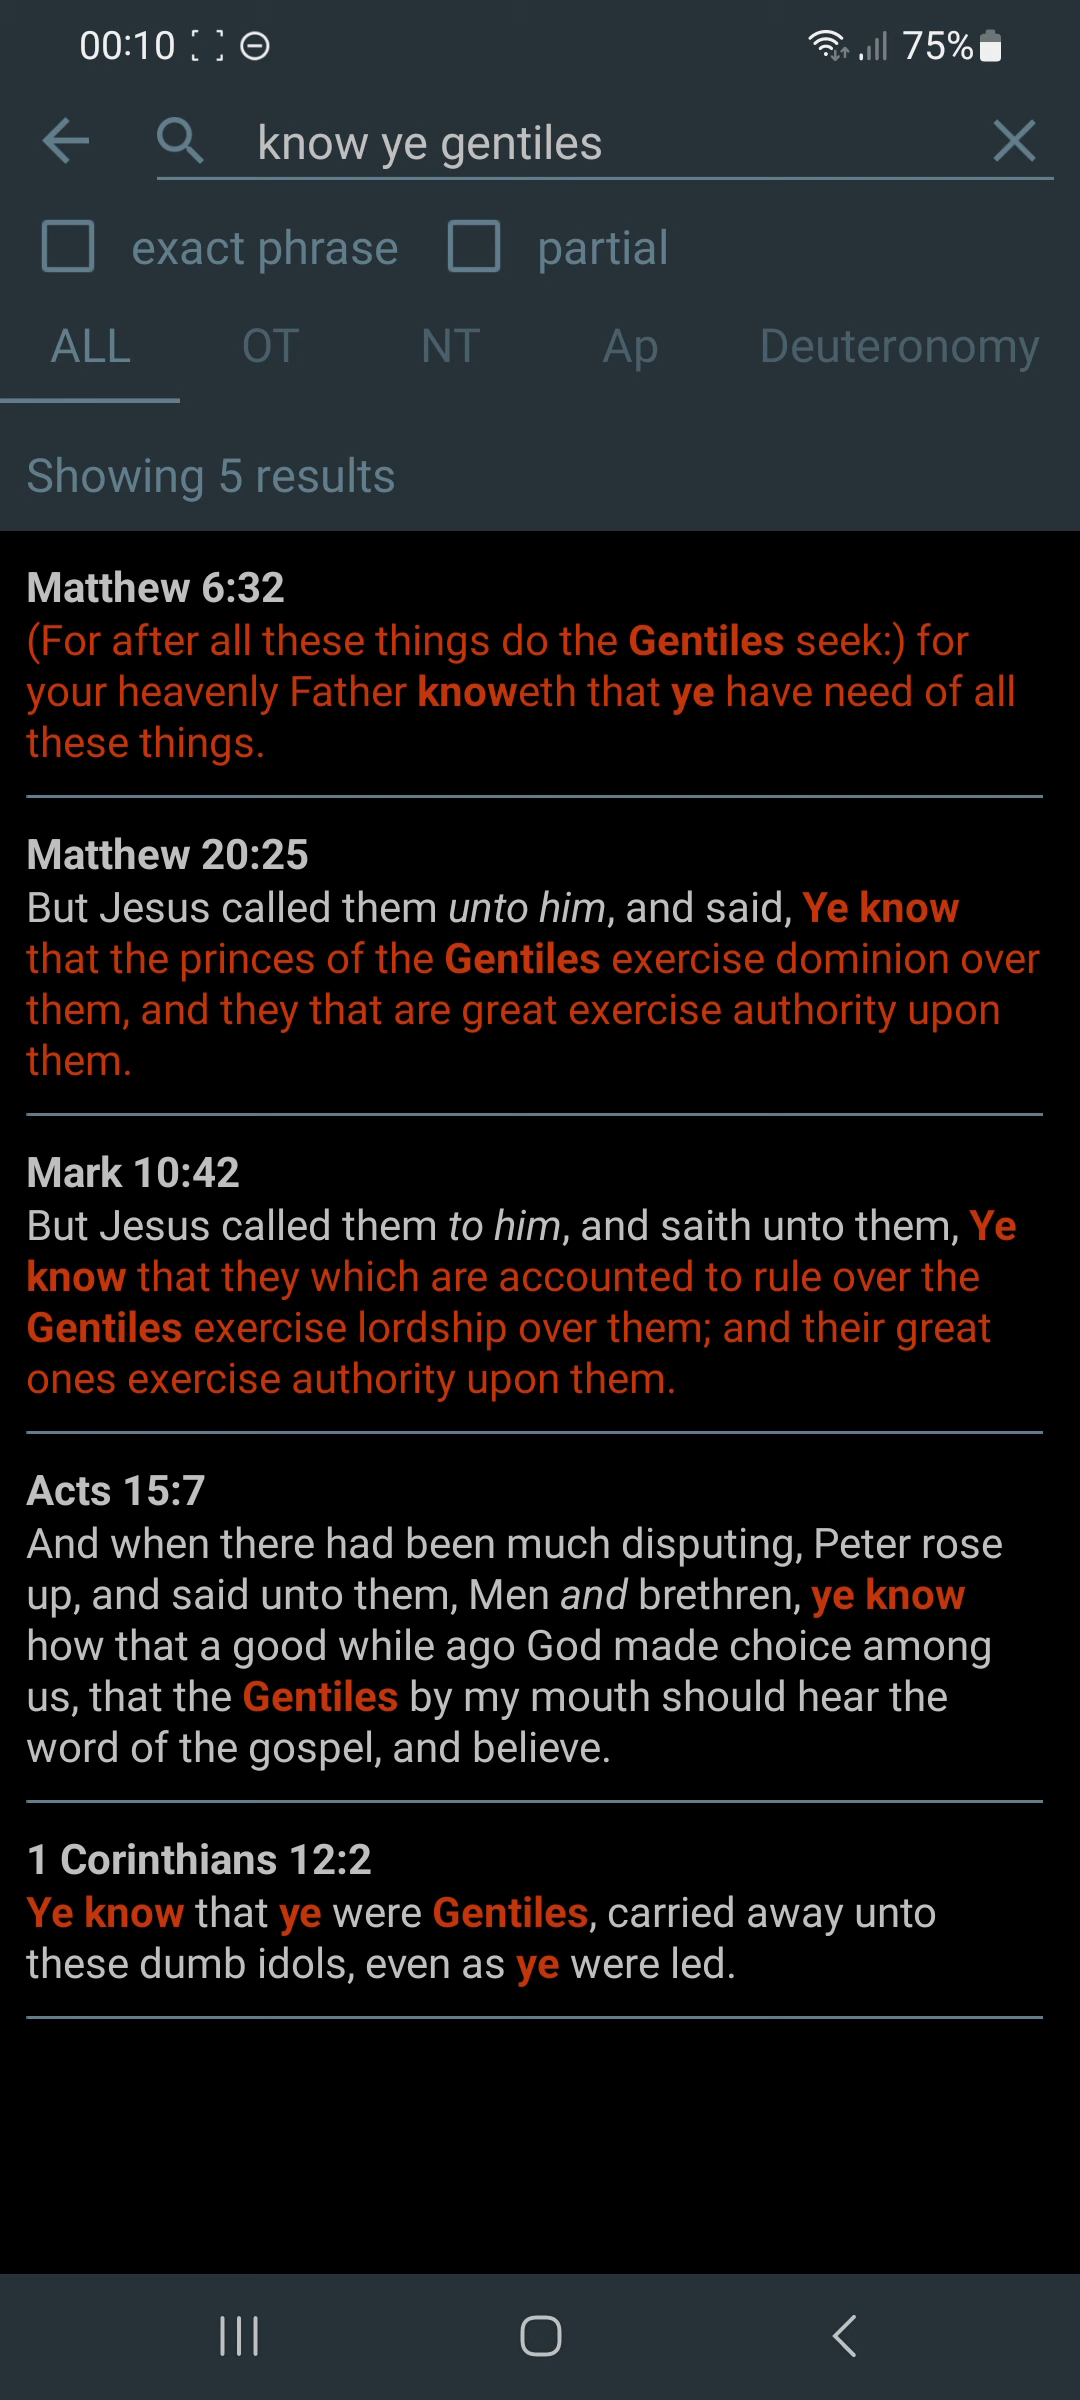 00:10 75%
know ye gentiles
exact phrase partial
ALL OT NT Ap Deuteronomy
Showing 5 results
Matthew 6:32
(For after all these things do the Gentiles seek:) for
your heavenly Father knoweth that ye have need of all
these things.
Matthew 20:25
But Jesus called them unto him, and said, Ye know
that the princes of the Gentiles exercise dominion over
them, and they that are great exercise authority upon
them.
Mark 10:42
But Jesus called them to him, and saith unto them, Ye
know that they which are accounted to rule over the
Gentiles exercise lordship over them; and their great
ones exercise authority upon them.
Acts 15:7
And when there had been much disputing, Peter rose
up, and said unto them, Men and brethren, ye know
how that a good while ago God made choice among
us, that the Gentiles by my mouth should hear the
word of the gospel, and believe.
1 Corinthians 12:2
Ye know that ye were Gentiles, carried away unto
these dumb idols, even as ye were led.